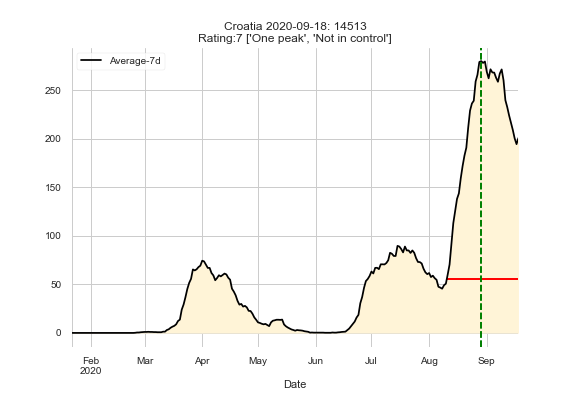 Croatia 2020-09-18: 14513
Rating:7 ['One peak', 'Not in control']
Average-7d
250
200
150
100
50
0
Feb Mar Apr May Jun Jul Aug Sep
2020
Date